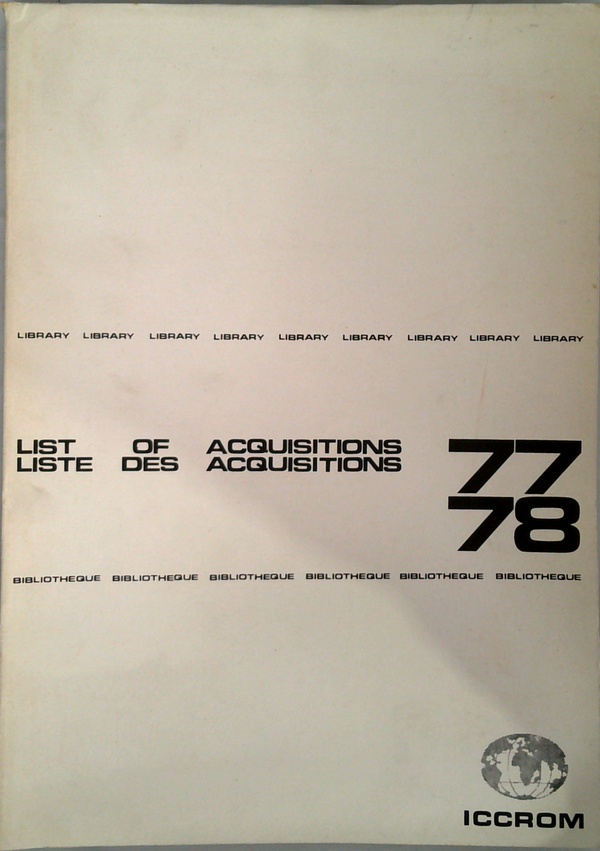 LIBRARY LIBRARY LIBRARY LIBRARY LIBRARY LIBRARY LIBRARY LIBRARY LIBRARY
LIST OF ACQUISITIONS 77
LISTE DES ACQUISITIONS
78
BIBLIOTHEQUE BIBLIOTHEQUE BIBLIOTHEQUE BIBLIOTHEQUE BIBLIOTHEQUE BIBLIOTHEQUE
ICCROM